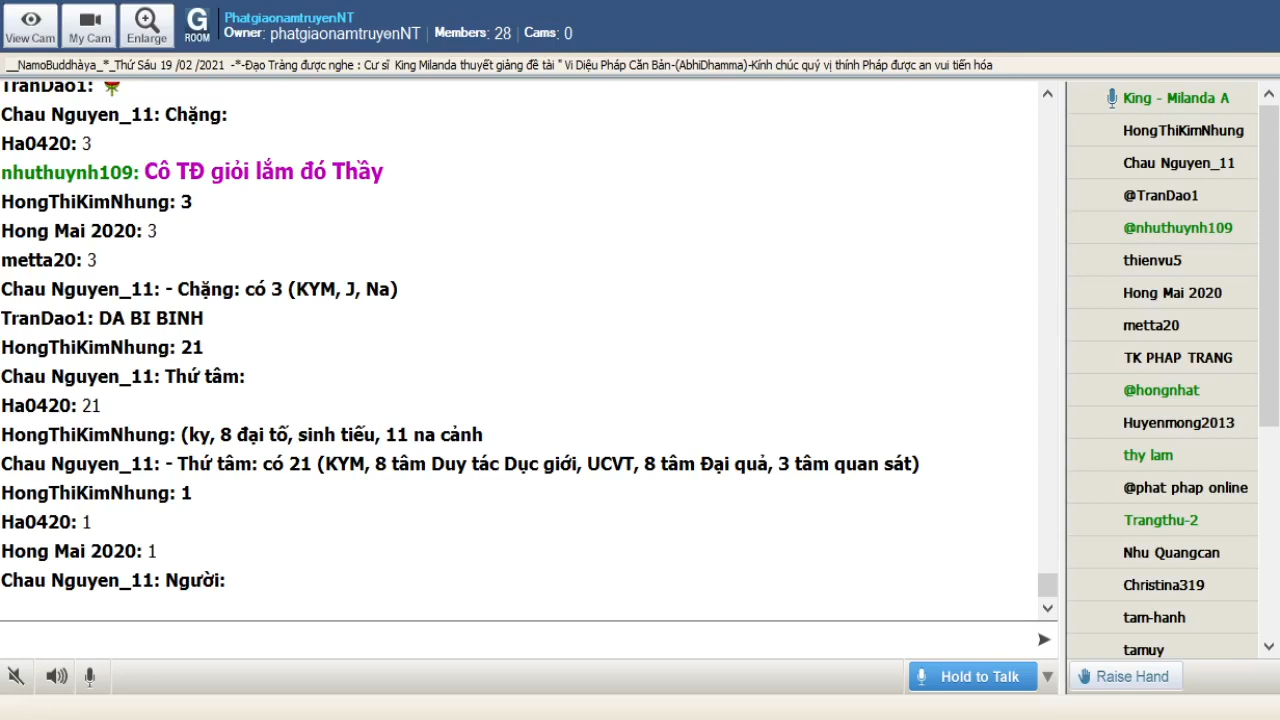 View Cam
My Cam
Enlarge
G
ROOM
PhatgiaonamtruyenNT
Owner: phatgiaonamtruyenNT | Members: 28 | Cams: 0
__NamoBuddhàya_*_Thứ Sáu 19 /02 /2021 -*-Đạo Tràng được nghe : Cư sĩ King Milanda thuyết giảng đề tài " Vi Diệu Pháp Căn Bản-(AbhiDhamma)-Kính chúc quý vị thính Pháp được an vui tiến hóa
TranDao1:
Chau Nguyen_11: Chặng:
Ha0420: 3
nhuthuynh109: Cô TĐ giỏi lắm đó Thầy
HongThiKimNhung: 3
Hong Mai 2020: 3
metta20: 3
Chau Nguyen_11: - Chặng: có 3 (KYM, J, Na)
TranDao1: DA BI BINH
HongThiKimNhung: 21
Chau Nguyen_11: Thứ tâm:
Ha0420: 21
HongThiKimNhung: (ky, 8 đại tố, sinh tiếu, 11 na cảnh
Chau Nguyen_11: - Thứ tâm: có 21 (KYM, 8 tâm Duy tác Dục giới, UCVT, 8 tâm Đại quả, 3 tâm quan sát)
HongThiKimNhung: 1
Ha0420: 1
Hong Mai 2020: 1
Chau Nguyen_11: Người:
King - Milanda A
HongThiKimNhung
Chau Nguyen_11
@TranDao1
@nhuthuynh109
thienvu5
Hong Mai 2020
metta20
TK PHAP TRANG
@hongnhat
Huyenmong2013
thy lam
@phat phap online
Trangthu-2
Nhu Quangcan
Christina319
tam-hanh
tamuy
Hold to Talk
Raise Hand